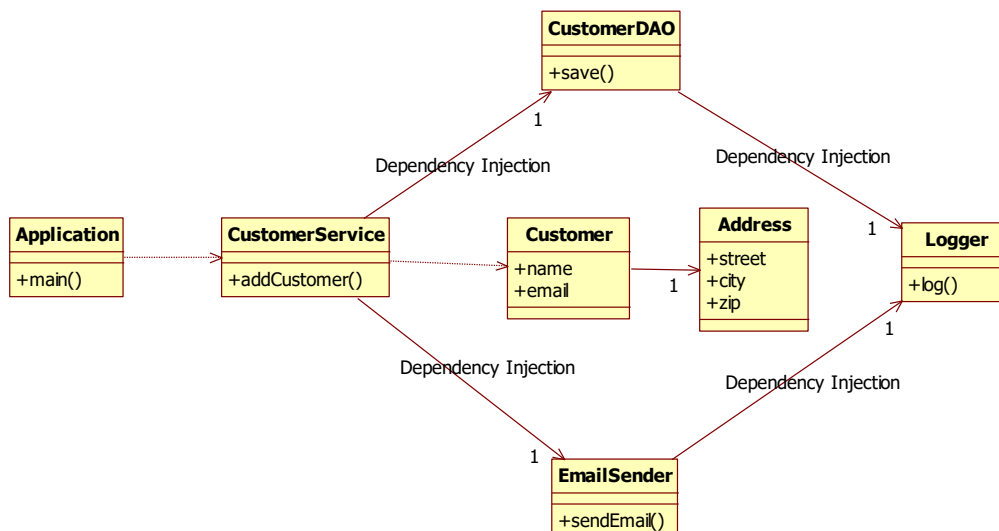 CustomerDAO
+save()
1
Dependency Injection
Dependency Injection
1
Application
+main()
CustomerService
+addCustomer()
Customer
+name
+email
1
Address
+street
+city
+zip
Logger
+log()
1
Dependency Injection
Dependency Injection
1
EmailSender
+sendEmail()